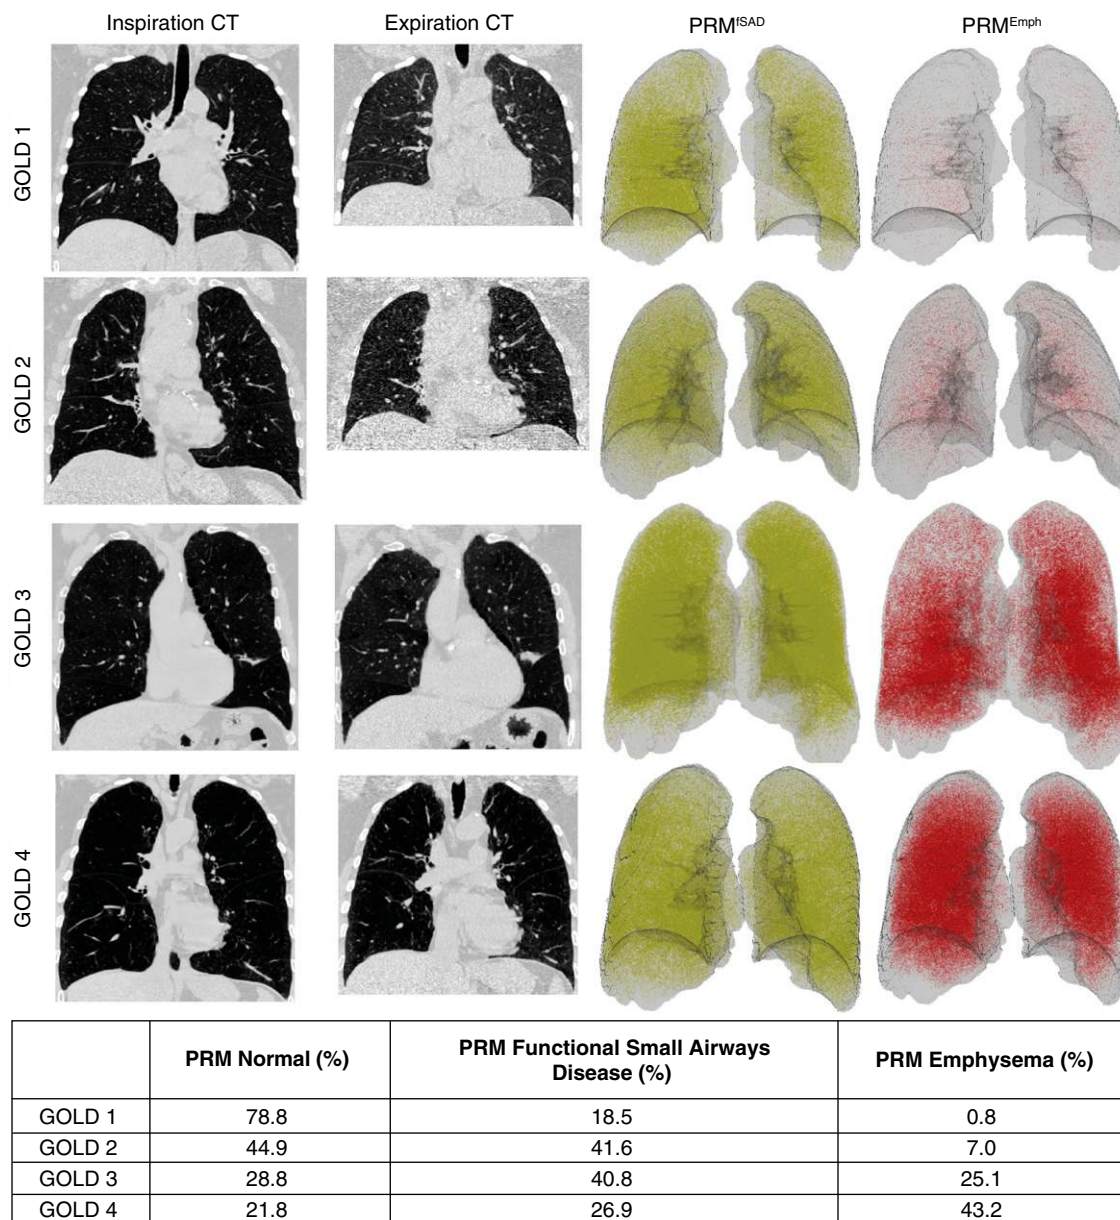 Inspiration CT Expiration CT PRMfSAD PRMEmph
GOLD 1
GOLD 2
GOLD 3
GOLD 4
PRM Normal (%) PRM Functional Small Airways Disease (%) PRM Emphysema (%)
GOLD 1 78.8 18.5 0.8
GOLD 2 44.9 41.6 7.0
GOLD 3 28.8 40.8 25.1
GOLD 4 21.8 26.9 43.2